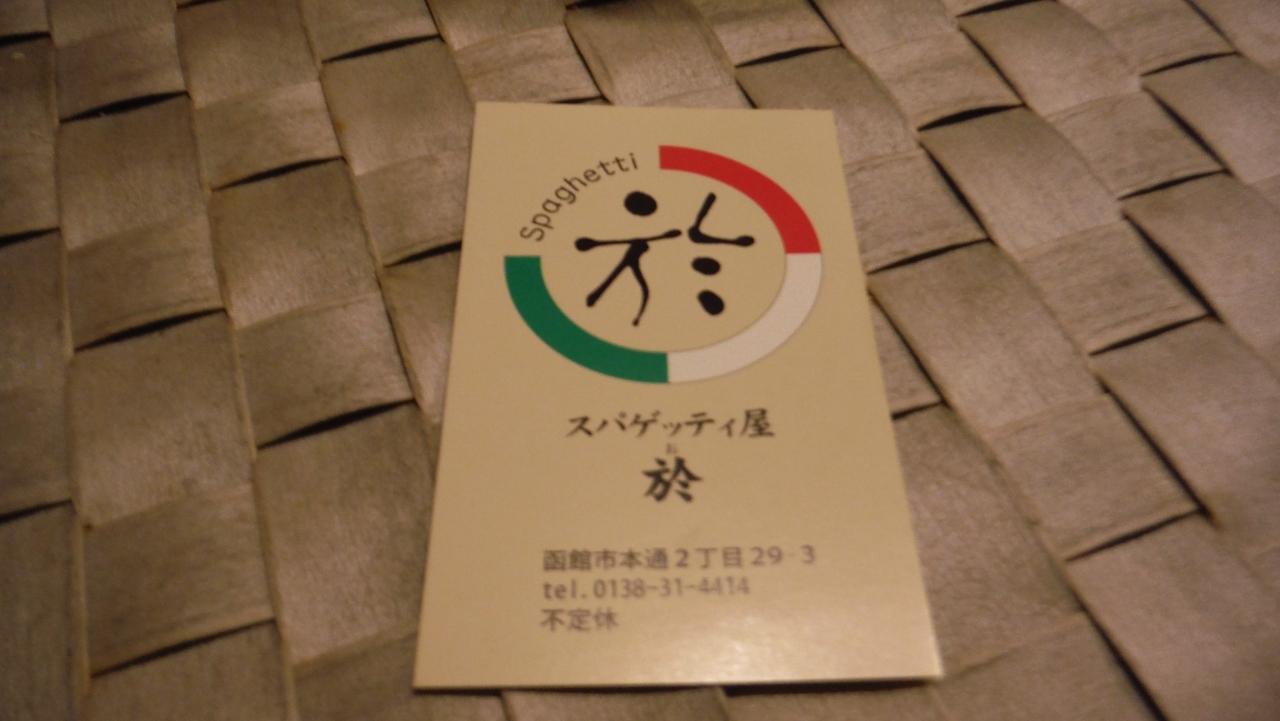 Spaghetti
於
スパゲッティ屋
お
於
函館市本通2丁目29-3
tel.0138-31-4414
不定休